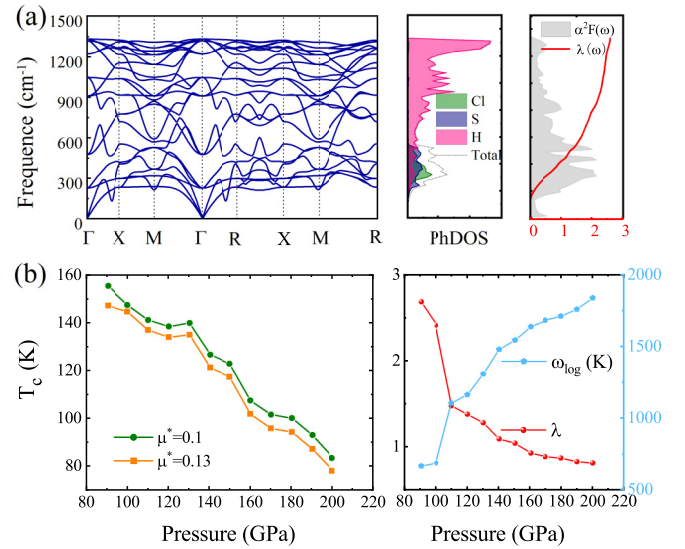 (a)
Frequence (cm⁻¹)
1500
1200
900
600
300
0
Γ X M Γ R X M R
Cl
S
H
Total
PhDOS
α²F(ω)
λ(ω)
0 1 2 3
(b)
T_c (K)
160
140
120
100
80
μ*=0.1
μ*=0.13
80 100 120 140 160 180 200 220
Pressure (GPa)
3
2
1
2000
1500
1000
500
ω_log (K)
λ
80 100 120 140 160 180 200 220
Pressure (GPa)